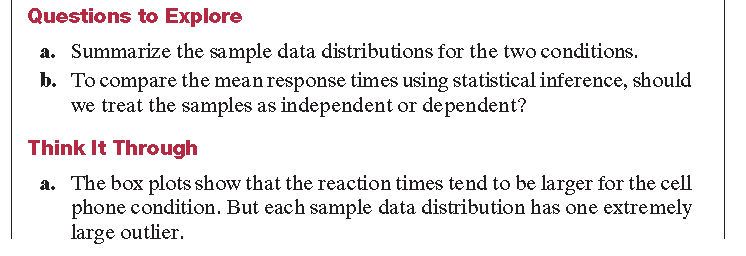 Questions to Explore
a. Summarize the sample data distributions for the two conditions.
b. To compare the mean response times using statistical inference, should
we treat the samples as independent or dependent?
Think It Through
a. The box plots show that the reaction times tend to be larger for the cell
phone condition. But each sample data distribution has one extremely
large outlier.